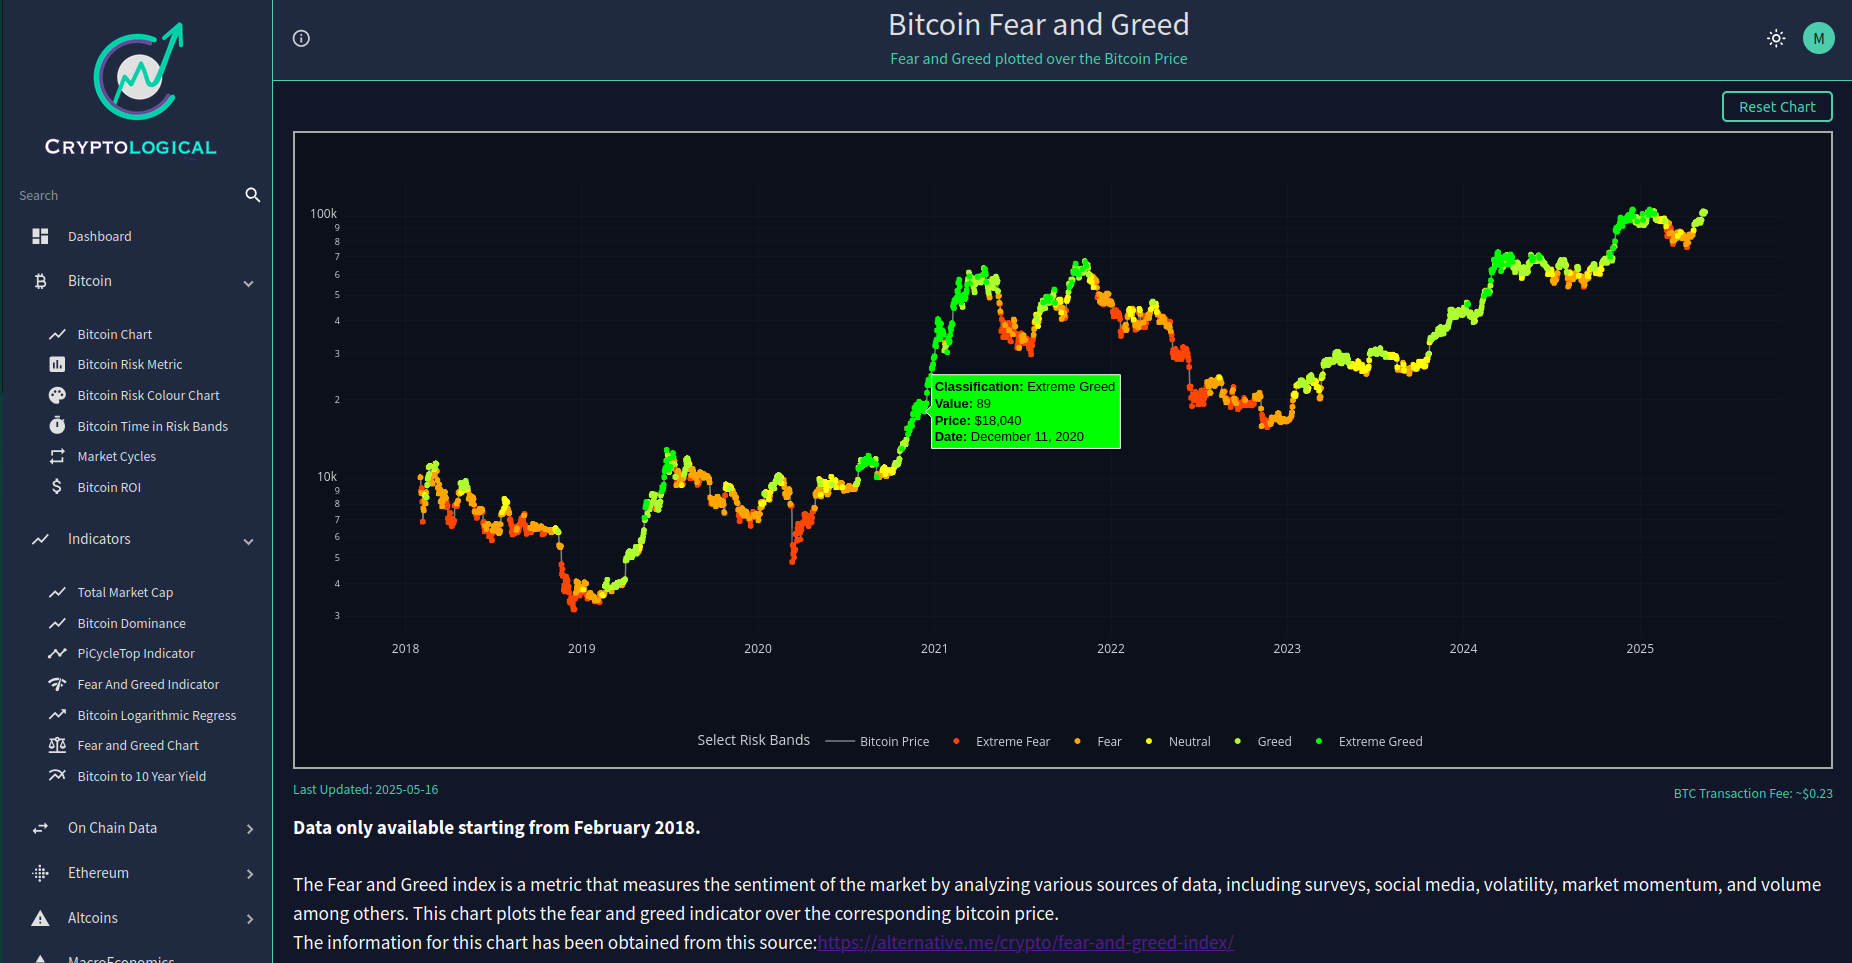 CRYPTOLOGICAL
Search
Dashboard
Bitcoin
Bitcoin Chart
Bitcoin Risk Metric
Bitcoin Risk Colour Chart
Bitcoin Time in Risk Bands
Market Cycles
Bitcoin ROI
Indicators
Total Market Cap
Bitcoin Dominance
PiCycleTop Indicator
Fear And Greed Indicator
Bitcoin Logarithmic Regress
Fear and Greed Chart
Bitcoin to 10 Year Yield
On Chain Data
Ethereum
Altcoins
MacroEconomics
Bitcoin Fear and Greed
Fear and Greed plotted over the Bitcoin Price
M
Reset Chart
100k
9
8
7
6
5
4
3
2
10k
9
8
7
6
5
4
3
2018 2019 2020 2021 2022 2023 2024 2025
Classification: Extreme Greed
Value: 89
Price: $18,040
Date: December 11, 2020
Select Risk Bands Bitcoin Price Extreme Fear Fear Neutral Greed Extreme Greed
Last Updated: 2025-05-16
BTC Transaction Fee: ~$0.23
Data only available starting from February 2018.
The Fear and Greed index is a metric that measures the sentiment of the market by analyzing various sources of data, including surveys, social media, volatility, market momentum, and volume
among others. This chart plots the fear and greed indicator over the corresponding bitcoin price.
The information for this chart has been obtained from this source:https://alternative.me/crypto/fear-and-greed-index/